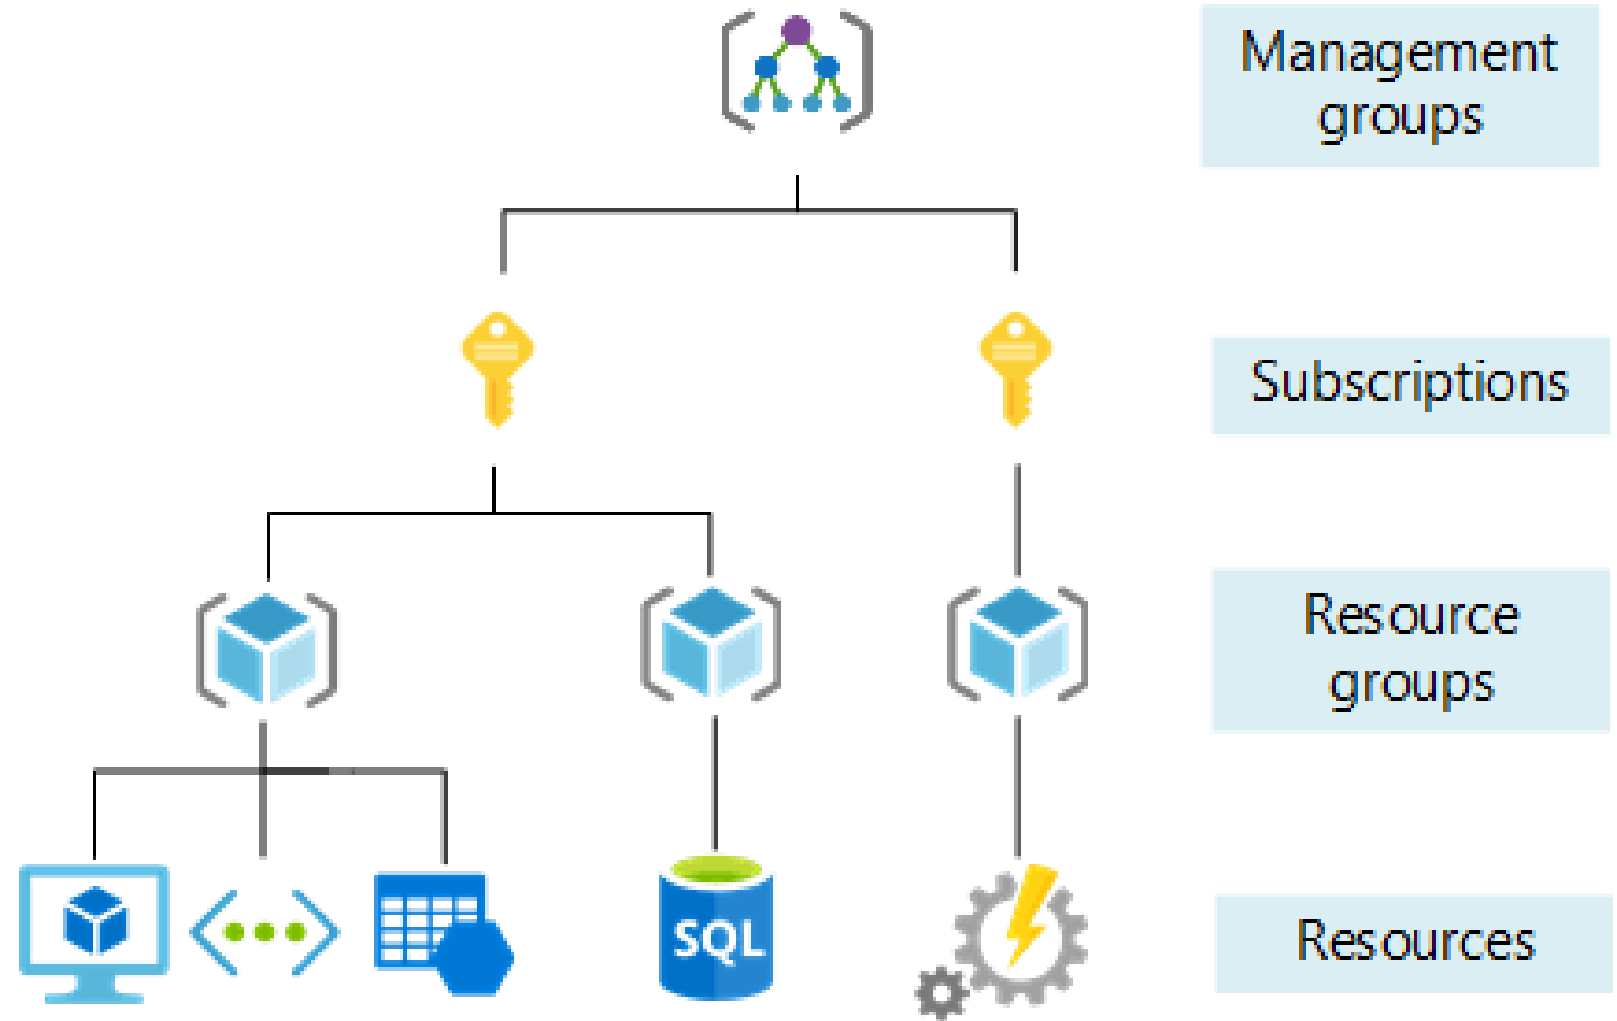 Management
groups
Subscriptions
Resource
groups
SQL
Resources